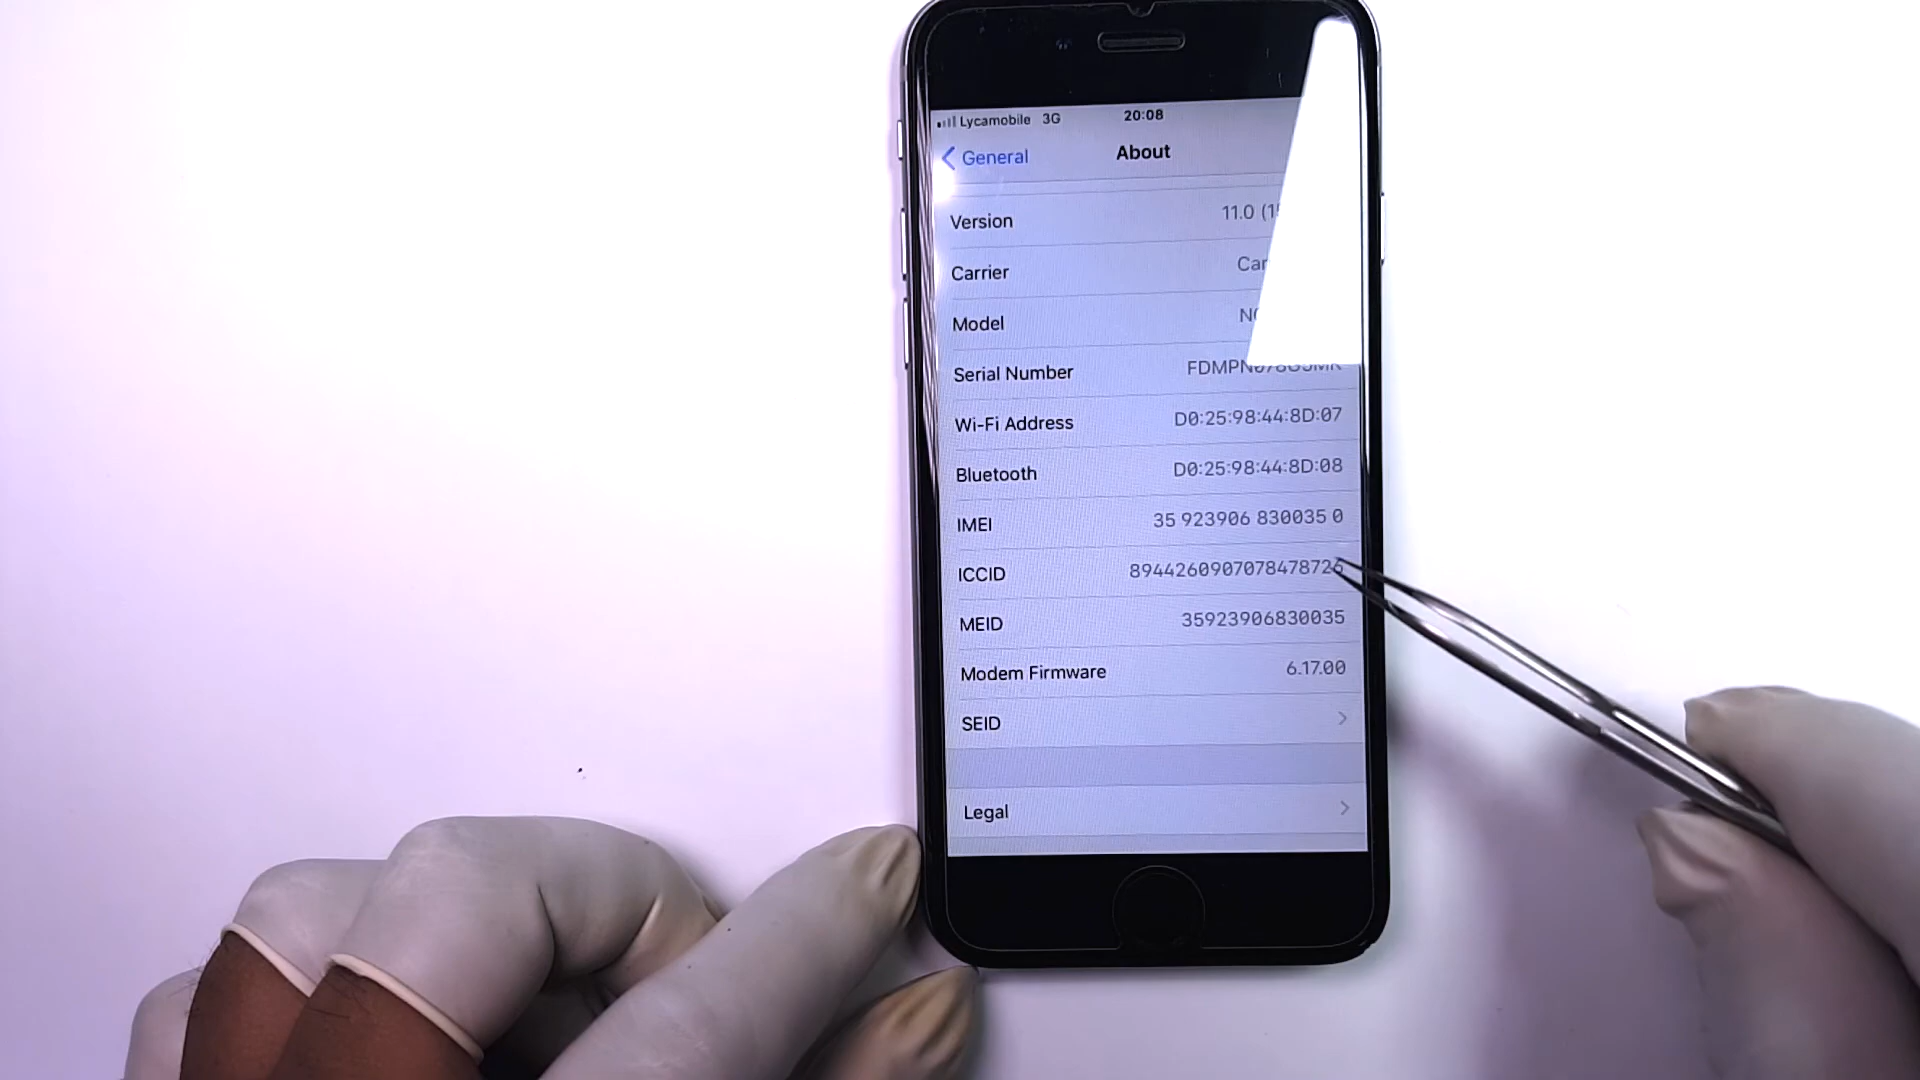 Lycamobile 3G 20:08
General About
Version 11.0
Carrier
Model
Serial Number
Wi-Fi Address D0:25:98:44:8D:07
Bluetooth D0:25:98:44:8D:08
IMEI 35 923906 830035 0
ICCID 8944260907078478726
MEID 35923906830035
Modem Firmware 6.17.00
SEID
Legal